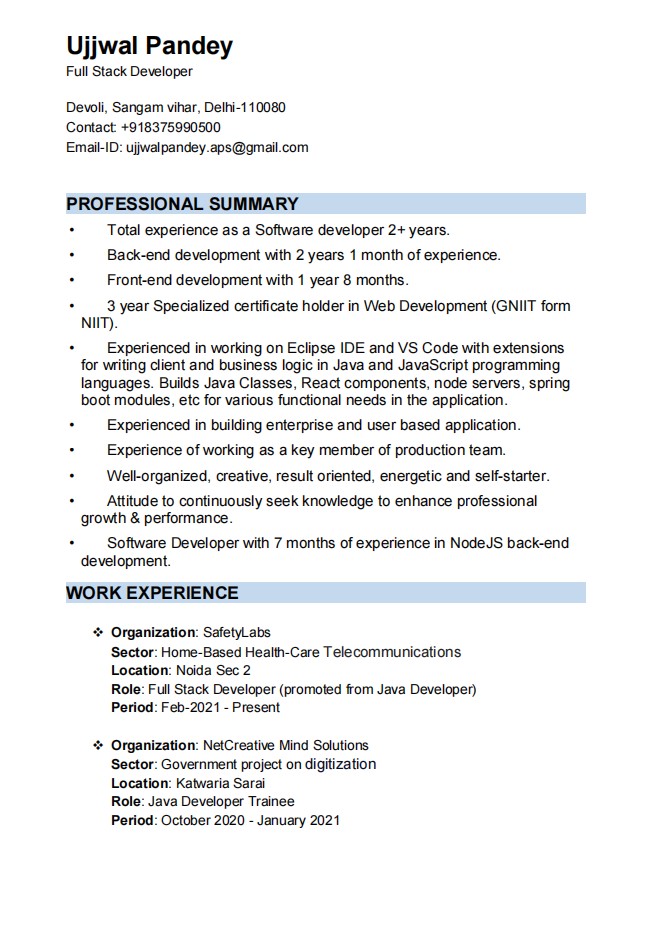 Ujjwal Pandey
Full Stack Developer
Devoli, Sangam vihar, Delhi-110080
Contact: +918375990500
Email-ID: ujjwalpandey.aps@gmail.com
PROFESSIONAL SUMMARY
• Total experience as a Software developer 2+ years.
• Back-end development with 2 years 1 month of experience.
• Front-end development with 1 year 8 months.
• 3 year Specialized certificate holder in Web Development (GNIIT form
NIIT).
• Experienced in working on Eclipse IDE and VS Code with extensions
for writing client and business logic in Java and JavaScript programming
languages. Builds Java Classes, React components, node servers, spring
boot modules, etc for various functional needs in the application.
• Experienced in building enterprise and user based application.
• Experience of working as a key member of production team.
• Well-organized, creative, result oriented, energetic and self-starter.
• Attitude to continuously seek knowledge to enhance professional
growth & performance.
• Software Developer with 7 months of experience in NodeJS back-end
development.
WORK EXPERIENCE
❖ Organization: SafetyLabs
Sector: Home-Based Health-Care Telecommunications
Location: Noida Sec 2
Role: Full Stack Developer (promoted from Java Developer)
Period: Feb-2021 - Present
❖ Organization: NetCreative Mind Solutions
Sector: Government project on digitization
Location: Katwaria Sarai
Role: Java Developer Trainee
Period: October 2020 - January 2021